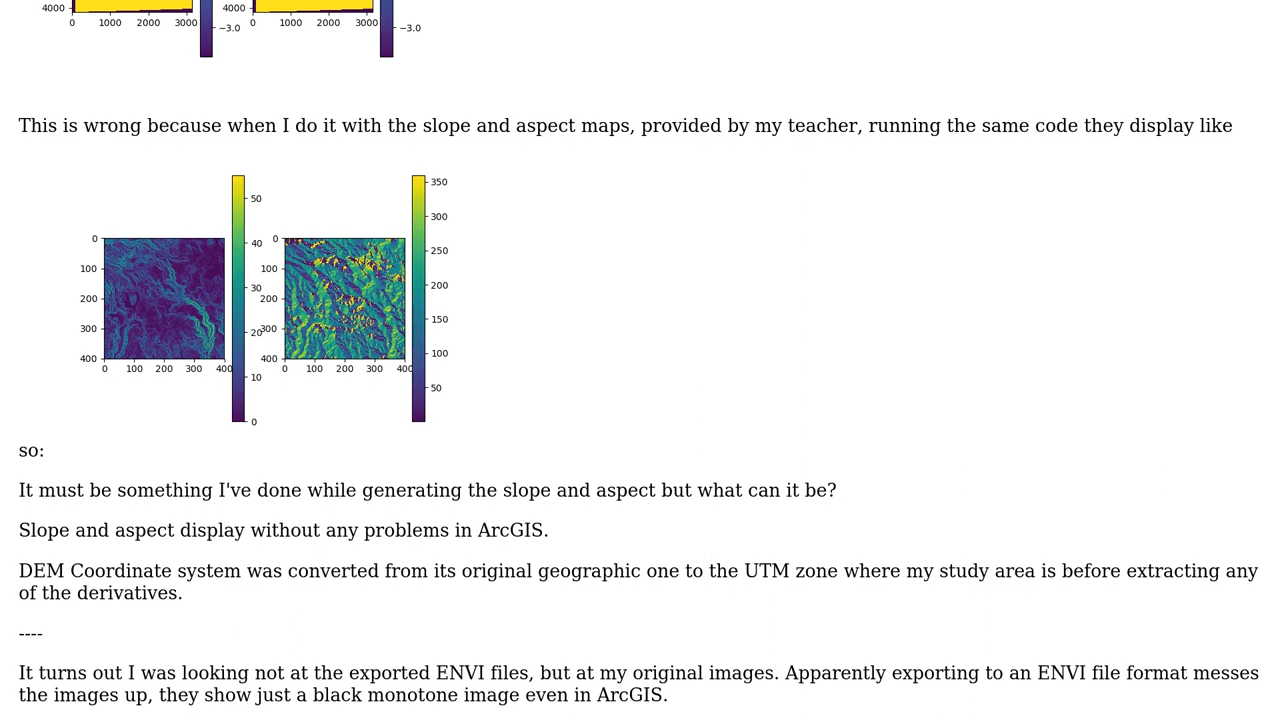 4000
0 1000 2000 3000
−3.0
0 1000 2000 3000
−3.0
This is wrong because when I do it with the slope and aspect maps, provided by my teacher, running the same code they display like
50
40
30
20
10
0
0
100
200
300
400
0 100 200 300 400
350
300
250
200
150
100
50
0
100
200
300
400
0 100 200 300 400
so:
It must be something I've done while generating the slope and aspect but what can it be?
Slope and aspect display without any problems in ArcGIS.
DEM Coordinate system was converted from its original geographic one to the UTM zone where my study area is before extracting any
of the derivatives.
----
It turns out I was looking not at the exported ENVI files, but at my original images. Apparently exporting to an ENVI file format messes
the images up, they show just a black monotone image even in ArcGIS.